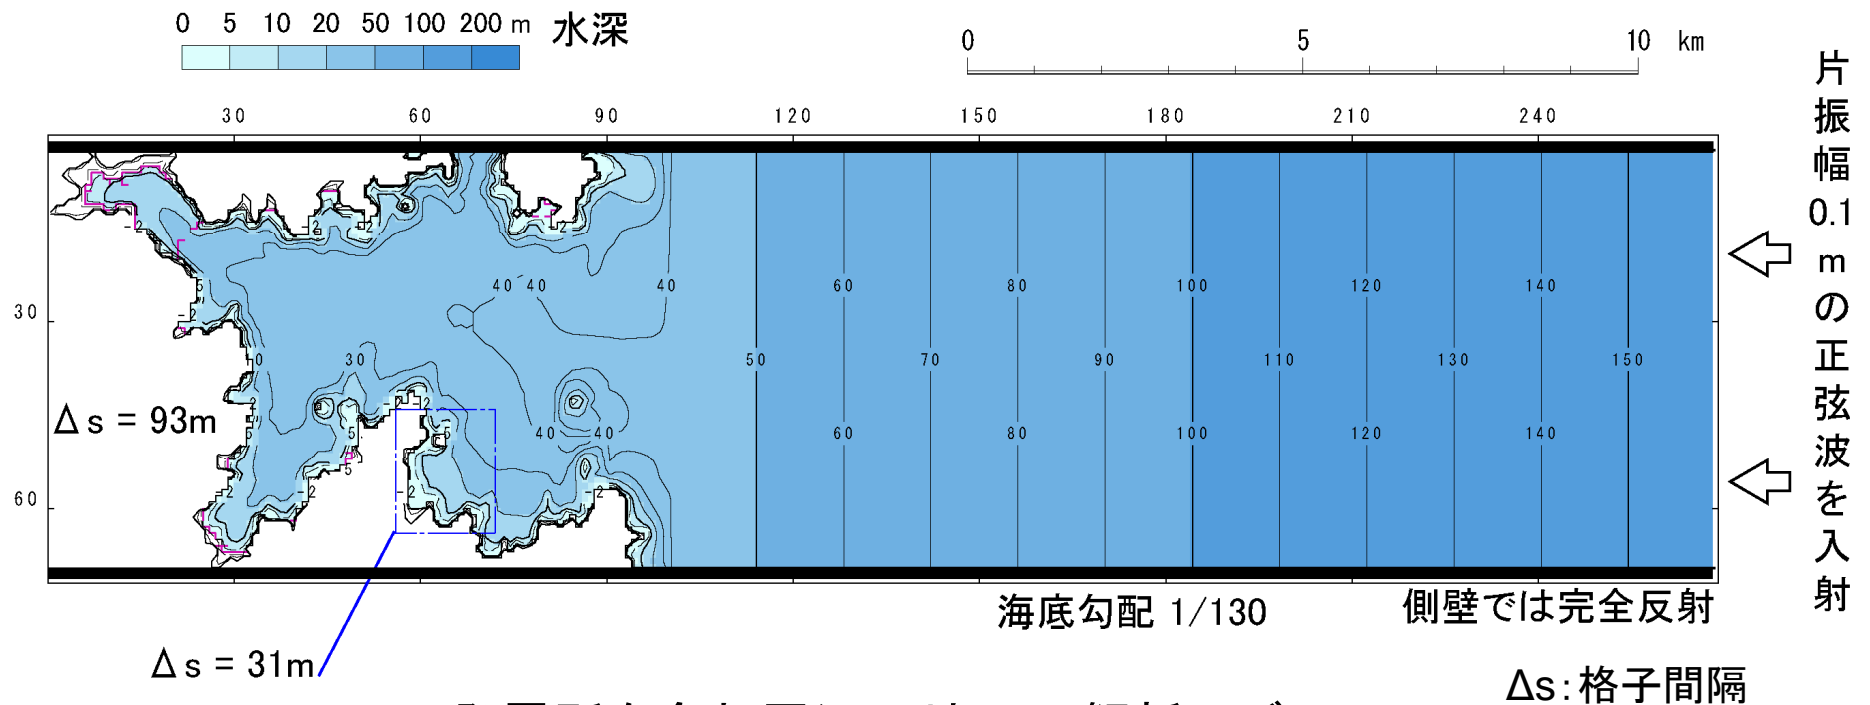 0 5 10 20 50 100 200 m 水深
0 5 10 km
30 60 90 120 150 180 210 240
30
60
40 40 40 60 80 100 120 140
30 50 70 90 110 130 150
40 40 60 80 100 120 140
Δs = 93m
Δs = 31m
海底勾配 1/130
側壁では完全反射
Δs:格子間隔
片振幅0.1mの正弦波を入射